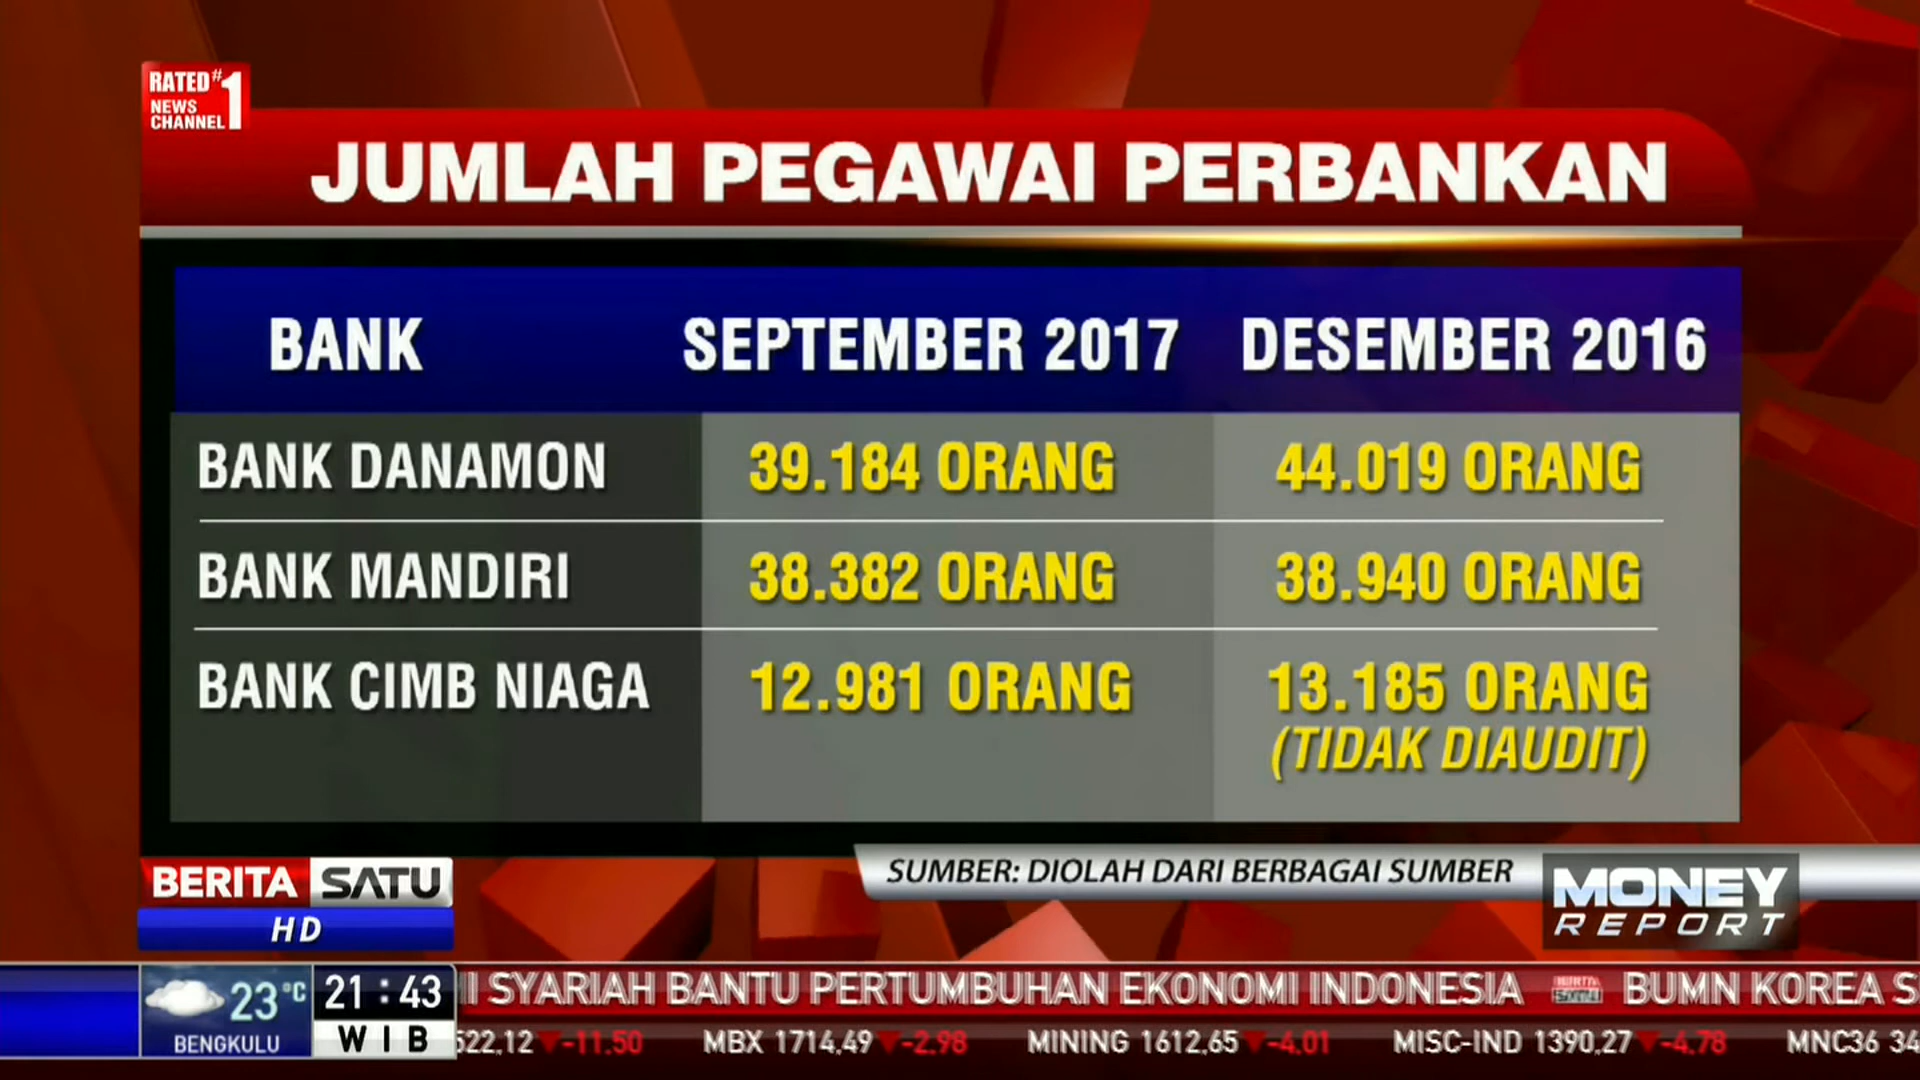 RATED #1
NEWS
CHANNEL
JUMLAH PEGAWAI PERBANKAN
BANK SEPTEMBER 2017 DESEMBER 2016
BANK DANAMON 39.184 ORANG 44.019 ORANG
BANK MANDIRI 38.382 ORANG 38.940 ORANG
BANK CIMB NIAGA 12.981 ORANG 13.185 ORANG
(TIDAK DIAUDIT)
SUMBER: DIOLAH DARI BERBAGAI SUMBER
MONEY
REPORT
BERITA SATU
HD
23°C
BENGKULU
21:43
WIB
SYARIAH BANTU PERTUMBUHAN EKONOMI INDONESIA BUMN KOREA S
522,12 -11.50 MBX 1714,49 -2.98 MINING 1612,65 -4.01 MISC-IND 1390,27 -4.78 MNC36 34